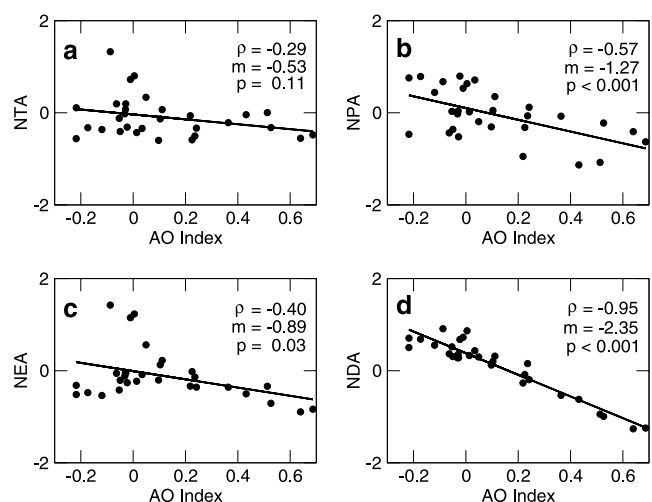 2
a
ρ = -0.29
m = -0.53
p = 0.11
NTA
0
-2
-0.2 0 0.2 0.4 0.6
AO Index
2
b
ρ = -0.57
m = -1.27
p < 0.001
NPA
0
-2
-0.2 0 0.2 0.4 0.6
AO Index
2
c
ρ = -0.40
m = -0.89
p = 0.03
NEA
0
-2
-0.2 0 0.2 0.4 0.6
AO Index
2
d
ρ = -0.95
m = -2.35
p < 0.001
NDA
0
-2
-0.2 0 0.2 0.4 0.6
AO Index